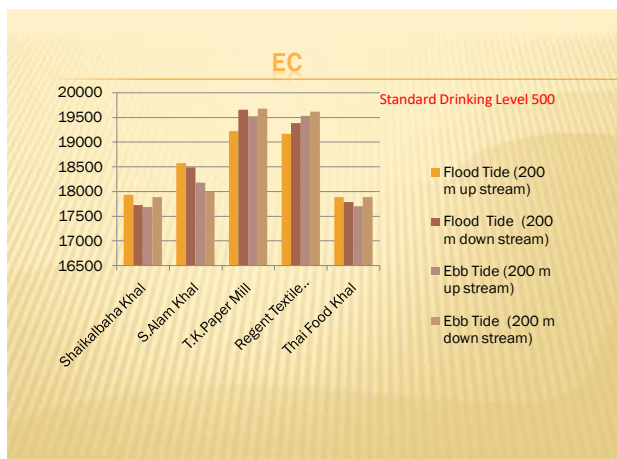 EC
Standard Drinking Level 500
20000
19500
19000
18500
18000
17500
17000
16500
Shaikalbaha Khal
S.Alam Khal
T.K.Paper Mill
Regent Textile...
Thai Food Khal
Flood Tide (200
m up stream)
Flood Tide (200
m down stream)
Ebb Tide (200 m
up stream)
Ebb Tide (200 m
down stream)